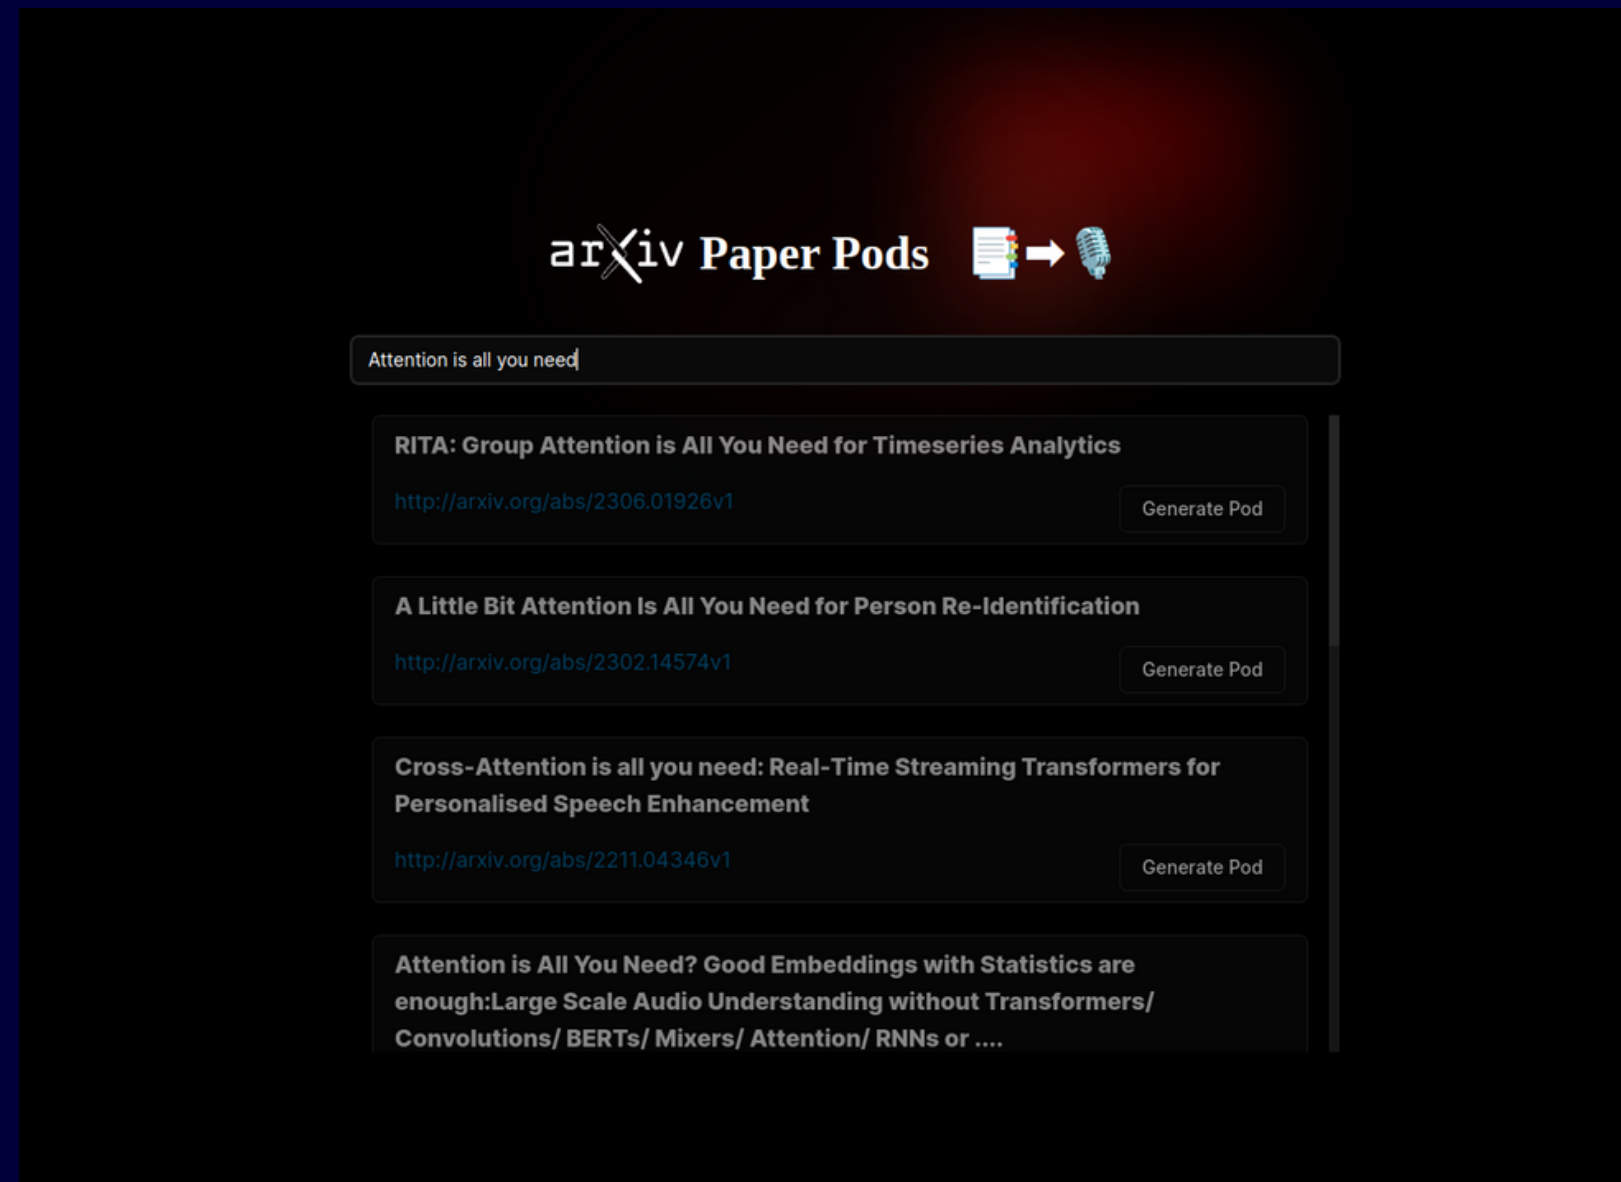 arXiv Paper Pods
Attention is all you need
RITA: Group Attention is All You Need for Timeseries Analytics
http://arxiv.org/abs/2306.01926v1
Generate Pod
A Little Bit Attention Is All You Need for Person Re-Identification
http://arxiv.org/abs/2302.14574v1
Generate Pod
Cross-Attention is all you need: Real-Time Streaming Transformers for
Personalised Speech Enhancement
http://arxiv.org/abs/2211.04346v1
Generate Pod
Attention is All You Need? Good Embeddings with Statistics are
enough:Large Scale Audio Understanding without Transformers/
Convolutions/ BERTs/ Mixers/ Attention/ RNNs or ....